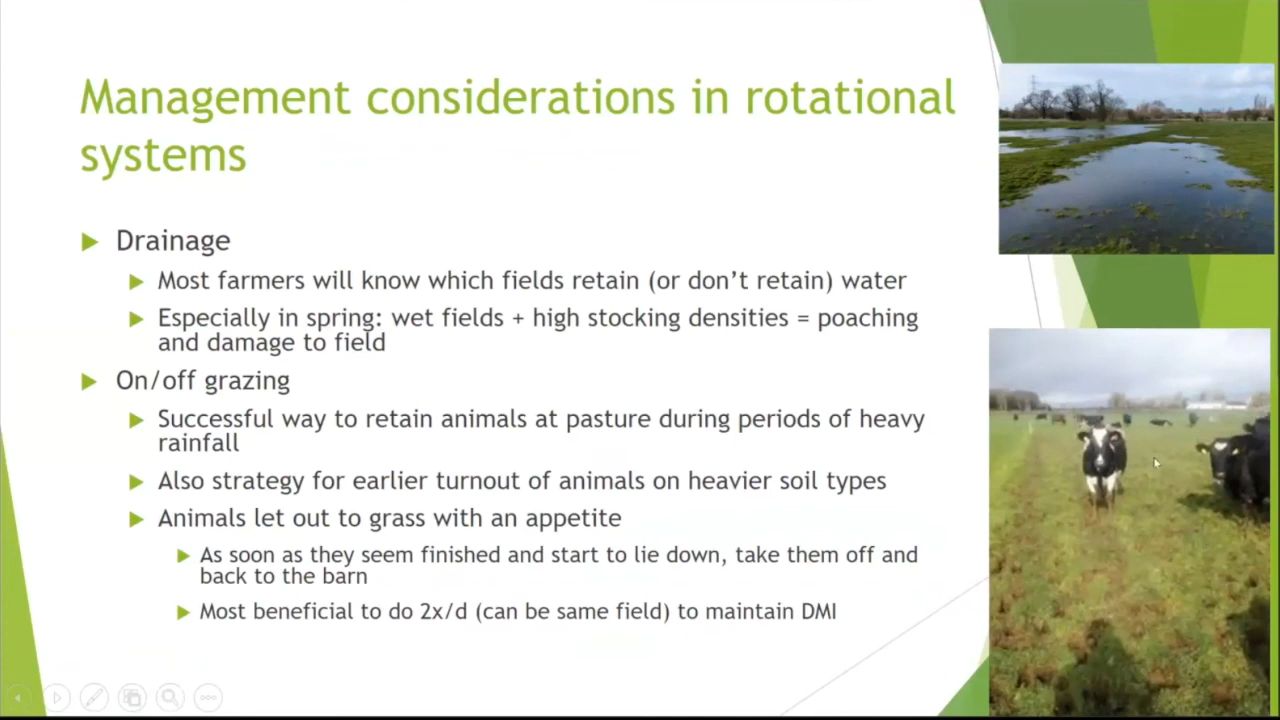 Management considerations in rotational
systems
Drainage
Most farmers will know which fields retain (or don't retain) water
Especially in spring: wet fields + high stocking densities = poaching
and damage to field
On/off grazing
Successful way to retain animals at pasture during periods of heavy
rainfall
Also strategy for earlier turnout of animals on heavier soil types
Animals let out to grass with an appetite
As soon as they seem finished and start to lie down, take them off and
back to the barn
Most beneficial to do 2x/d (can be same field) to maintain DMI